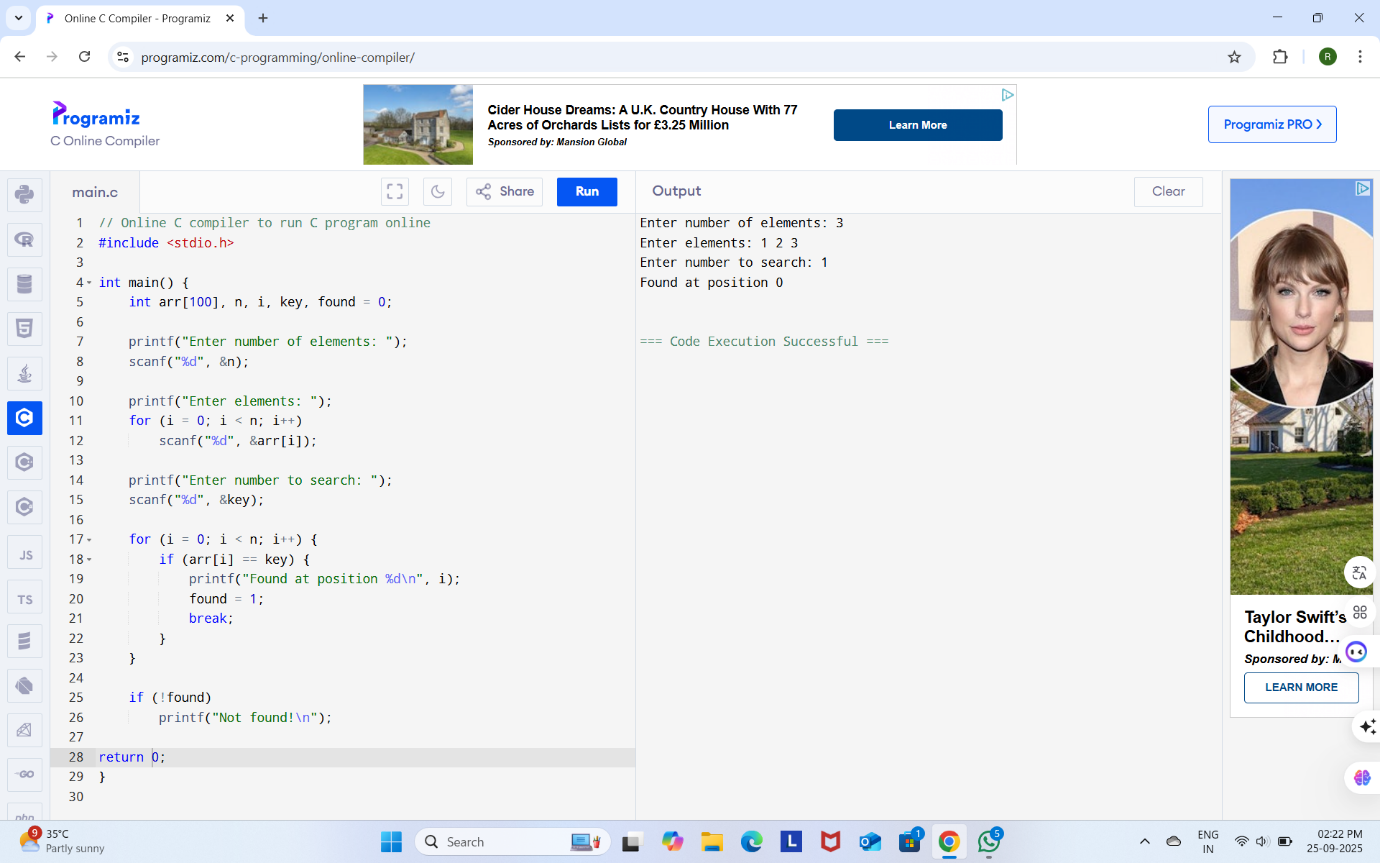 Online C Compiler - Programiz
programiz.com/c-programming/online-compiler/
R
Programiz
C Online Compiler
Cider House Dreams: A U.K. Country House With 77
Acres of Orchards Lists for £3.25 Million
Sponsored by: Mansion Global
Learn More
Programiz PRO
main.c
Share
Run
Output
Clear
1 // Online C compiler to run C program online
2 #include <stdio.h>
3
4 int main() {
5 int arr[100], n, i, key, found = 0;
6
7 printf("Enter number of elements: ");
8 scanf("%d", &n);
9
10 printf("Enter elements: ");
11 for (i = 0; i < n; i++)
12 scanf("%d", &arr[i]);
13
14 printf("Enter number to search: ");
15 scanf("%d", &key);
16
17 for (i = 0; i < n; i++) {
18 if (arr[i] == key) {
19 printf("Found at position %d\n", i);
20 found = 1;
21 break;
22 }
23 }
24
25 if (!found)
26 printf("Not found!\n");
27
28 return 0;
29 }
30
Enter number of elements: 3
Enter elements: 1 2 3
Enter number to search: 1
Found at position 0
=== Code Execution Successful ===
JS
TS
GO
php
Taylor Swift's
Childhood...
Sponsored by: M
LEARN MORE
9
35°C
Partly sunny
Search
L
1
5
ENG
IN
02:22 PM
25-09-2025